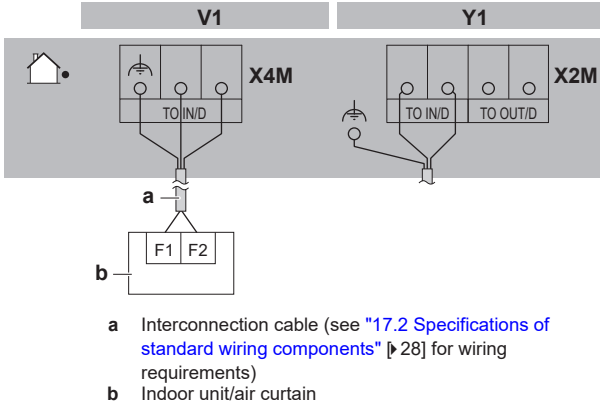 V1 Y1
X4M X2M
TO IN/D TO IN/D TO OUT/D
a
F1 F2
b
a Interconnection cable (see "17.2 Specifications of
standard wiring components" [▸28] for wiring
requirements)
b Indoor unit/air curtain